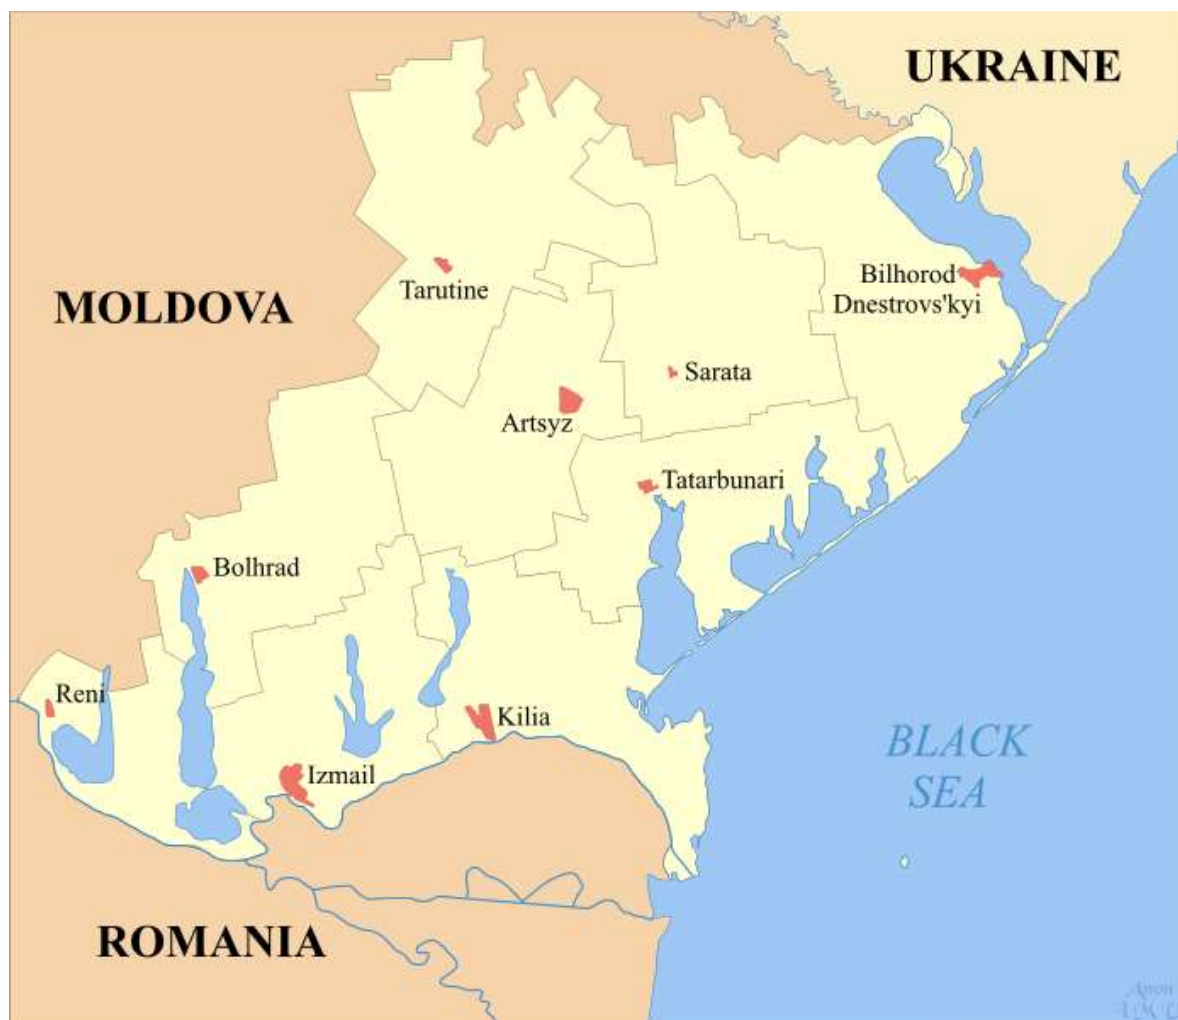 UKRAINE
Bilhorod
Dnestrovs'kyi
Tarutine
MOLDOVA
Sarata
Artsyz
Tatarbunari
Bolhrad
Reni
Kilia
BLACK
SEA
Izmail
ROMANIA